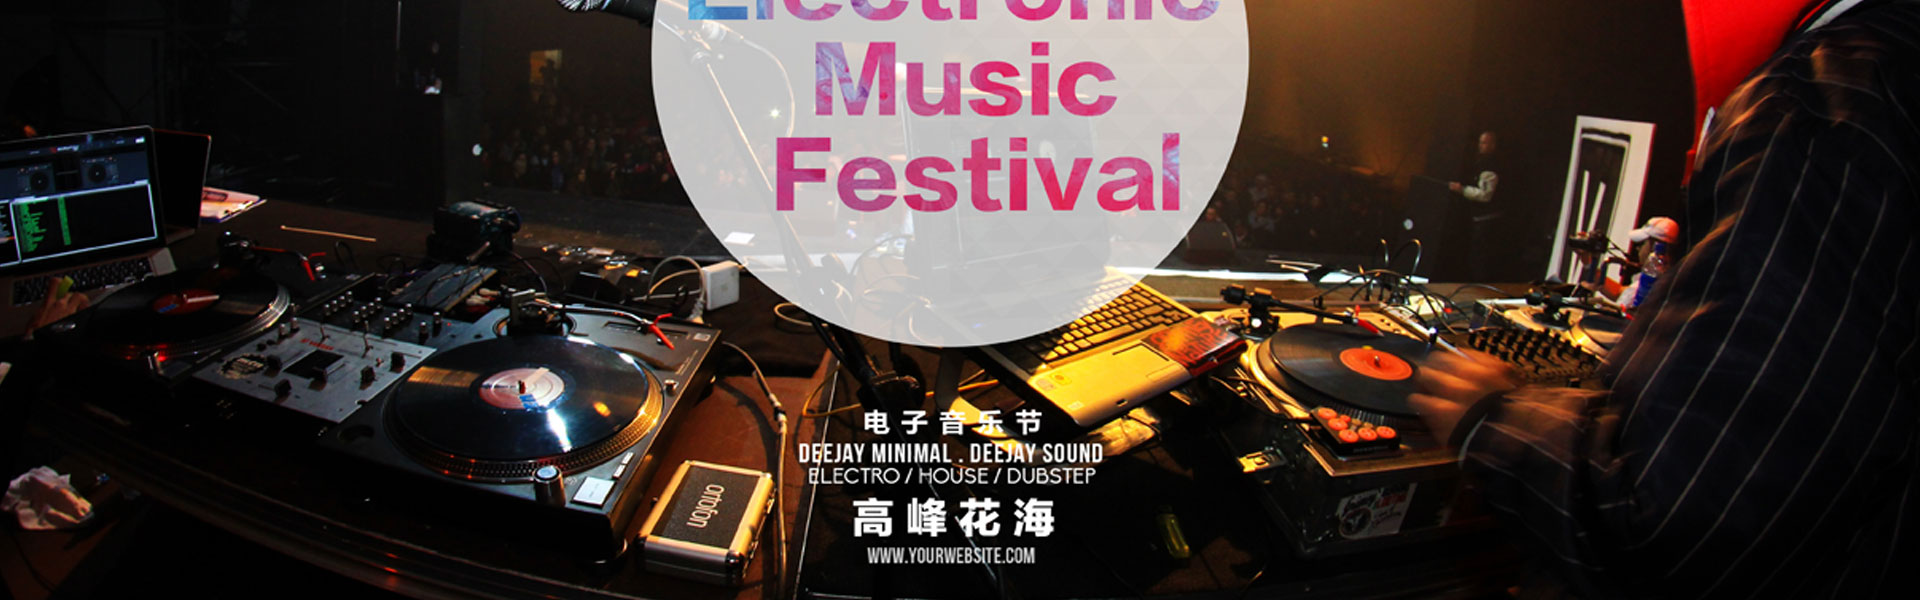 Electronic
Music
Festival
电子音乐节
DEEJAY MINIMAL . DEEJAY SOUND
ELECTRO / HOUSE / DUBSTEP
高峰花海
WWW.YOURWEBSITE.COM
ortofon